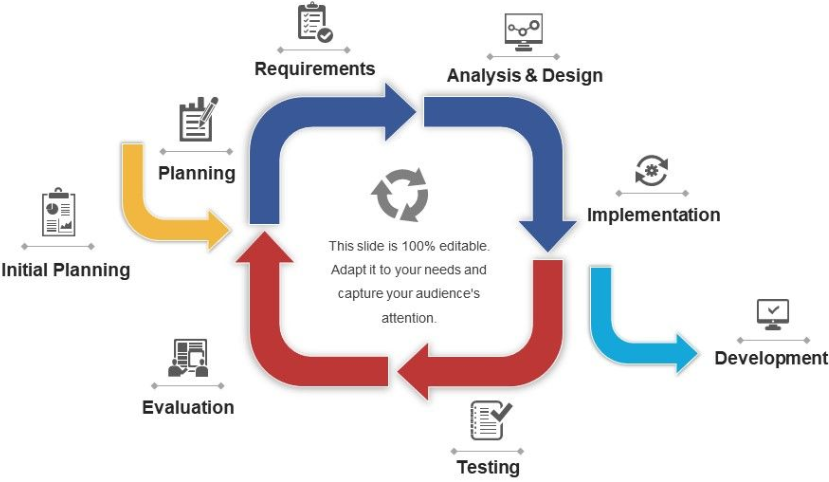 Requirements
Analysis & Design
Planning
Implementation
Initial Planning
This slide is 100% editable.
Adapt it to your needs and
capture your audience's
attention.
Development
Evaluation
Testing